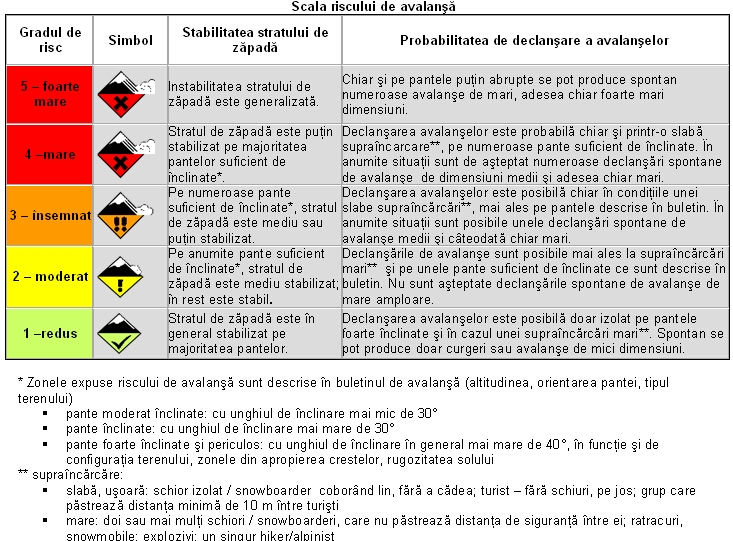 Scala riscului de avalanşă
Gradul de
risc
Simbol
Stabilitatea stratului de
zăpadă
Probabilitatea de declanşare a avalanşelor
5 – foarte
mare
Instabilitatea stratului de
zăpadă este generalizată.
Chiar şi pe pantele puţin abrupte se pot produce spontan
numeroase avalanşe de mari, adesea chiar foarte mari
dimensiuni.
4 –mare
Stratul de zăpadă este puţin
stabilizat pe majoritatea
pantelor suficient de
înclinate*.
Declanşarea avalanşelor este probabilă chiar şi printr-o slabă
supraîncarcare**, pe numeroase pante suficient de înclinate. În
anumite situaţii sunt de aşteptat numeroase declanşări spontane
de avalanşe  de dimensiuni medii şi adesea chiar mari.
3 – însemnat
Pe numeroase pante
suficient de înclinate*, stratul
de zăpadă este mediu sau
puţin stabilizat.
Declanşarea avalanşelor este posibilă chiar în condiţiile unei
slabe supraîncărcări**, mai ales pe pantele descrise în buletin. În
anumite situaţii sunt posibile unele declanşări spontane de
avalanşe medii şi câteodată chiar mari.
2 – moderat
Pe anumite pante suficient
de înclinate*, stratul de
zăpadă este mediu stabilizat;
în rest este stabil.
Declanşările de avalanşe sunt posibile mai ales la supraîncărcări
mari**  şi pe unele pante suficient de înclinate ce sunt descrise în
buletin. Nu sunt aşteptate declanşările spontane de avalanşe de
mare amploare.
1 –redus
Stratul de zăpadă este în
general stabilizat pe
majoritatea pantelor.
Declanşarea avalanşelor este posibilă doar izolat pe pantele
foarte înclinate şi în cazul unei supraîncărcări mari**. Spontan se
pot produce doar curgeri sau avalanşe de mici dimensiuni.
* Zonele expuse riscului de avalanşă sunt descrise în buletinul de avalanşă (altitudinea, orientarea pantei, tipul
terenului)
▪ pante moderat înclinate: cu unghiul de înclinare mai mic de 30°
▪ pante înclinate: cu unghiul de înclinare mai mare de 30°
▪ pante foarte înclinate şi periculos: cu unghiul de înclinare în general mai mare de 40°, în funcţie şi de
configuraţia terenului, zonele din apropierea crestelor, rugozitatea solului
** supraîncărcăre:
▪ slabă, uşoară: schior izolat / snowboarder  coborând lin, fără a cădea; turist – fără schiuri, pe jos; grup care
păstrează distanţa minimă de 10 m între turişti
▪ mare: doi sau mai mulţi schiori / snowboarderi, care nu păstrează distanţa de siguranţă între ei; ratracuri,
snowmobile; explozivi; un singur hiker/alpinist